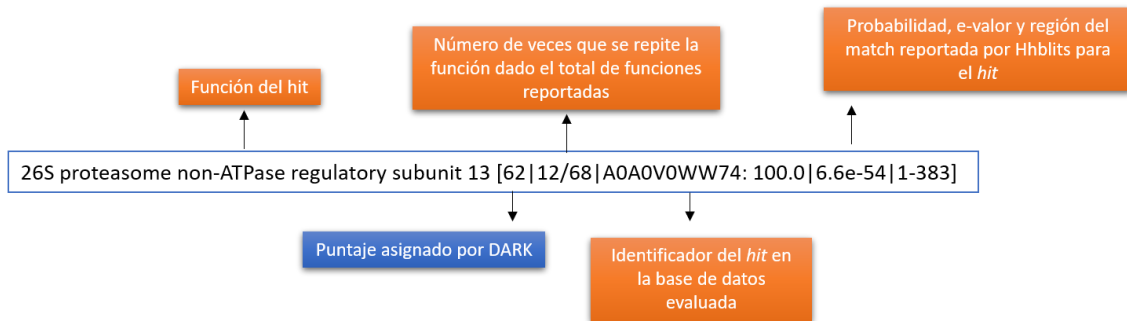 Probabilidad, e-valor y región del
match reportada por Hhblits para
el hit
Número de veces que se repite la
función dado el total de funciones
reportadas
Función del hit
26S proteasome non-ATPase regulatory subunit 13 [62|12/68|A0A0V0WW74: 100.0|6.6e-54|1-383]
Puntaje asignado por DARK
Identificador del hit en
la base de datos
evaluada